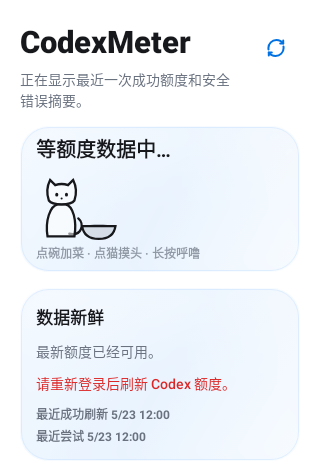 CodexMeter
正在显示最近一次成功额度和安全
错误摘要。
等额度数据中...
点碗加菜 · 点猫摸头 · 长按呼噜
数据新鲜
最新额度已经可用。
请重新登录后刷新 Codex 额度。
最近成功刷新 5/23 12:00
最近尝试 5/23 12:00